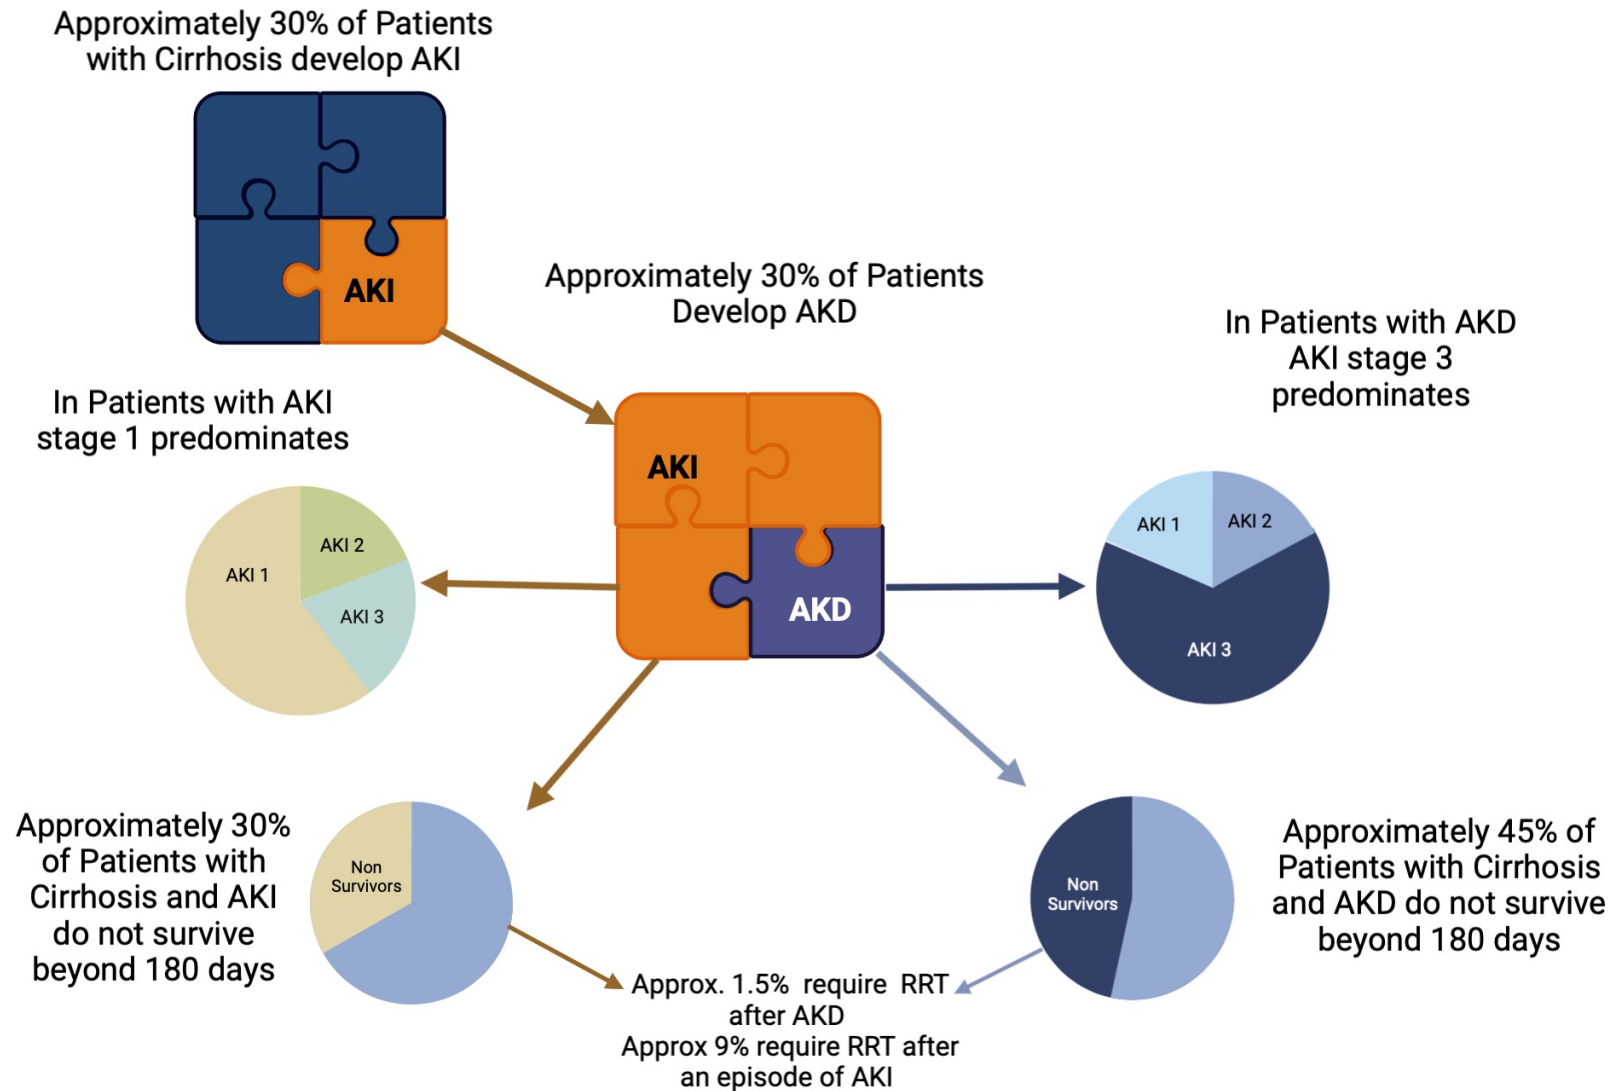 Approximately 30% of Patients
with Cirrhosis develop AKI
AKI
Approximately 30% of Patients
Develop AKD
In Patients with AKD
AKI stage 3
predominates
In Patients with AKI
stage 1 predominates
AKI
AKD
AKI 1
AKI 2
AKI 3
AKI 1
AKI 2
AKI 3
Approximately 30%
of Patients with
Cirrhosis and AKI
do not survive
beyond 180 days
Non
Survivors
Non
Survivors
Approximately 45% of
Patients with Cirrhosis
and AKD do not survive
beyond 180 days
Approx. 1.5% require RRT
after AKD
Approx 9% require RRT after
an episode of AKI